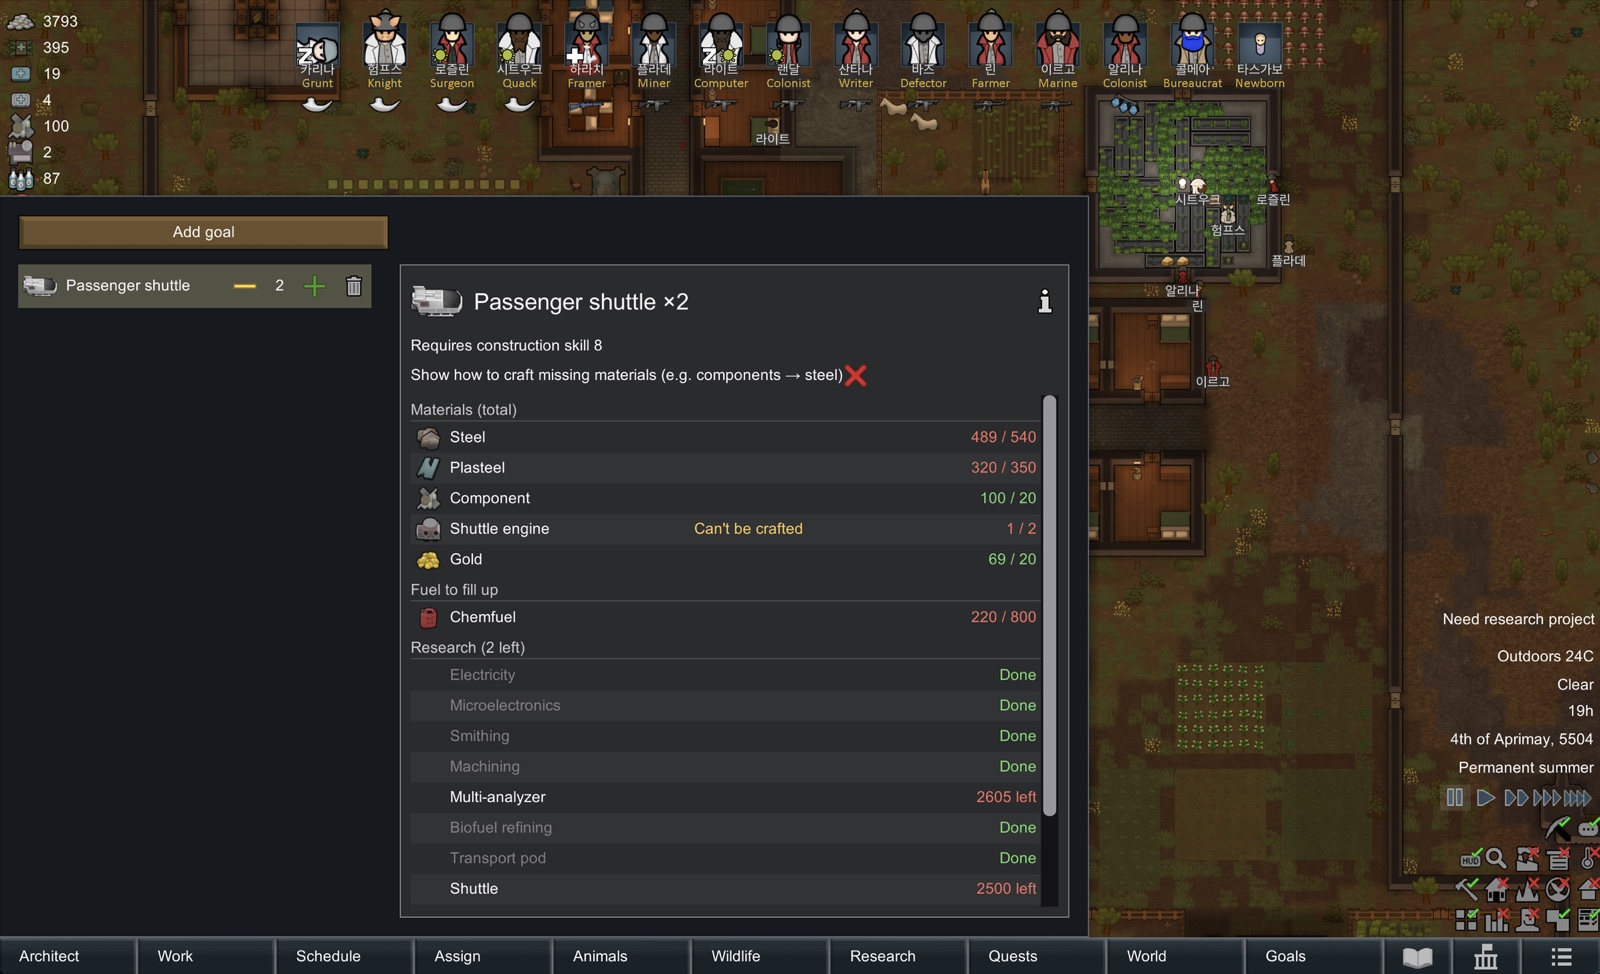 3793
395
19
4
100
2
87
카리나 험프스 로즐린 시트우크 하라치 플라데 라이트 랜달 산타나 바즈 린 이르고 알리나 콜메아 타스가보
Grunt Knight Surgeon Quack Framer Miner Computer Colonist Writer Defector Farmer Marine Colonist Bureaucrat Newborn
라이트
시트우크 로즐린
험프스
플라데
알리나
린
이르고
Add goal
Passenger shuttle 2
Passenger shuttle ×2
Requires construction skill 8
Show how to craft missing materials (e.g. components → steel)
Materials (total)
Steel 489 / 540
Plasteel 320 / 350
Component 100 / 20
Shuttle engine Can't be crafted 1 / 2
Gold 69 / 20
Fuel to fill up
Chemfuel 220 / 800
Research (2 left)
Electricity Done
Microelectronics Done
Smithing Done
Machining Done
Multi-analyzer 2605 left
Biofuel refining Done
Transport pod Done
Shuttle 2500 left
Need research project
Outdoors 24C
Clear
19h
4th of Aprimay, 5504
Permanent summer
HUD
Architect Work Schedule Assign Animals Wildlife Research Quests World Goals